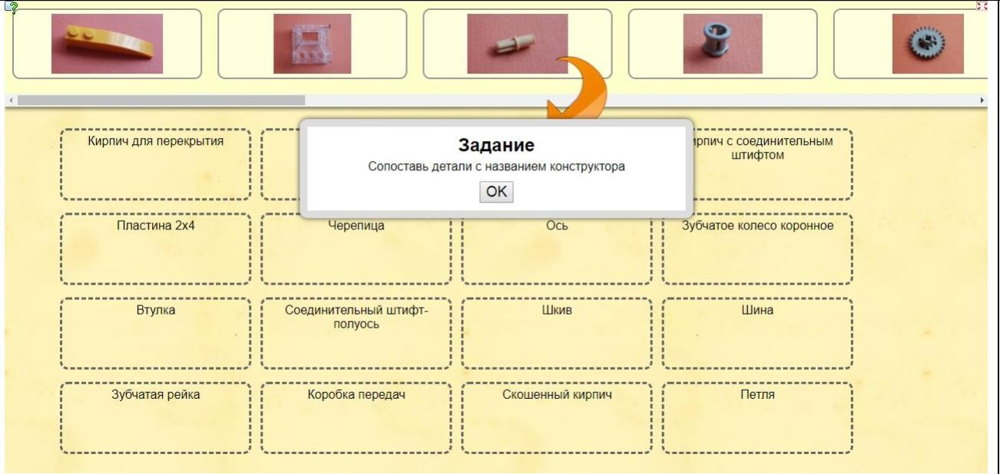 Задание
Сопоставь детали с названием конструктора
OK
Кирпич для перекрытия
с соединительным
штифтом
Пластина 2x4
Черепица
Ось
Зубчатое колесо коронное
Втулка
Соединительный штифт-
полуось
Шкив
Шина
Зубчатая рейка
Коробка передач
Скошенный кирпич
Петля